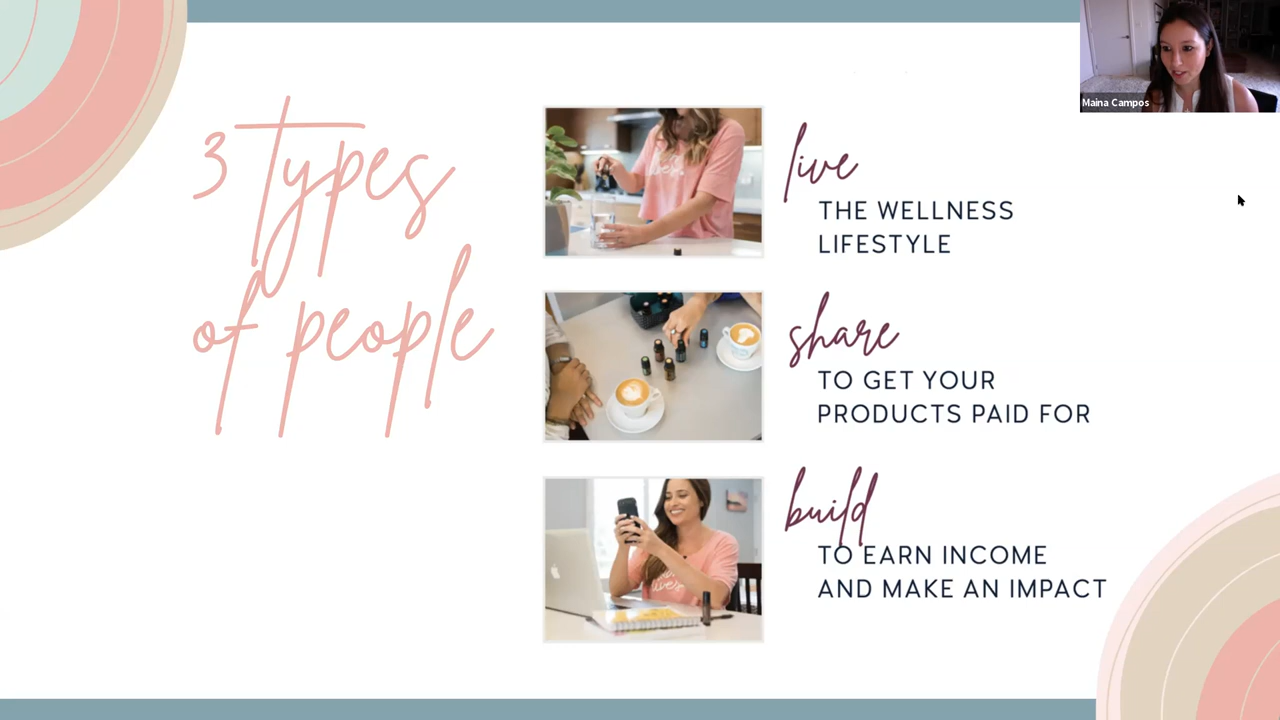 3 types
of people
live
THE WELLNESS
LIFESTYLE
share
TO GET YOUR
PRODUCTS PAID FOR
build
TO EARN INCOME
AND MAKE AN IMPACT
Maina Campos